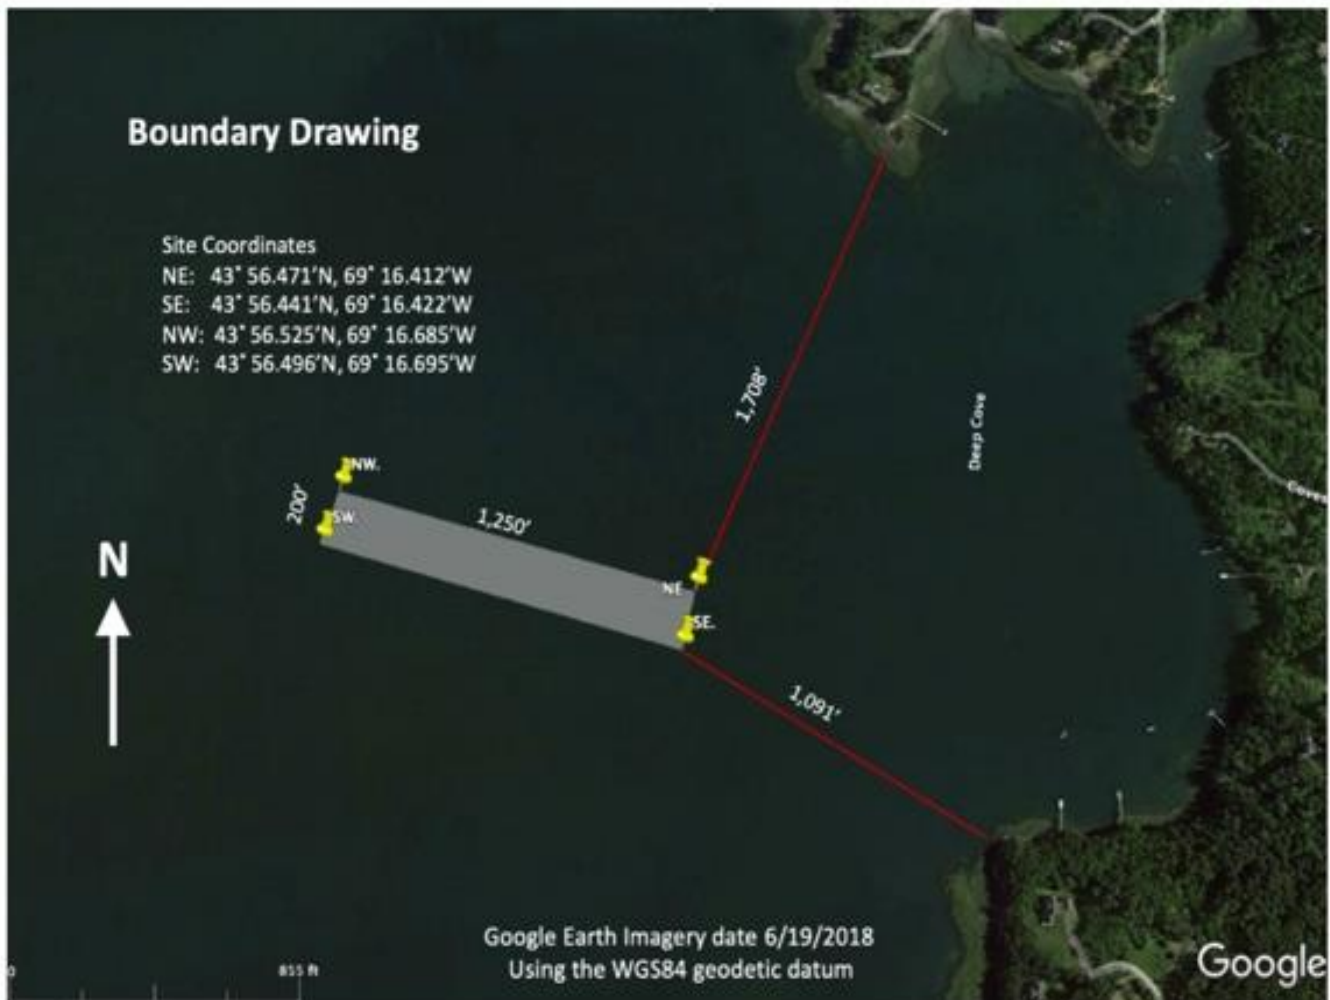 Boundary Drawing
Site Coordinates
NE: 43° 56.471'N, 69° 16.412'W
SE: 43° 56.441'N, 69° 16.422'W
NW: 43° 56.525'N, 69° 16.685'W
SW: 43° 56.496'N, 69° 16.695'W
1,708'
Deep Cove
NW.
200'
SW.
1,250'
N
NE
SE.
1,091'
Google Earth Imagery date 6/19/2018
Using the WGS84 geodetic datum
0
855 ft
Google